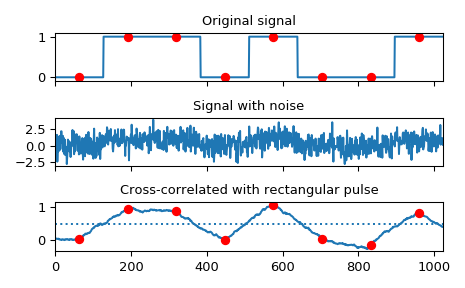 Original signal
1
0
Signal with noise
2.5
0.0
−2.5
Cross-correlated with rectangular pulse
1
0
0 200 400 600 800 1000